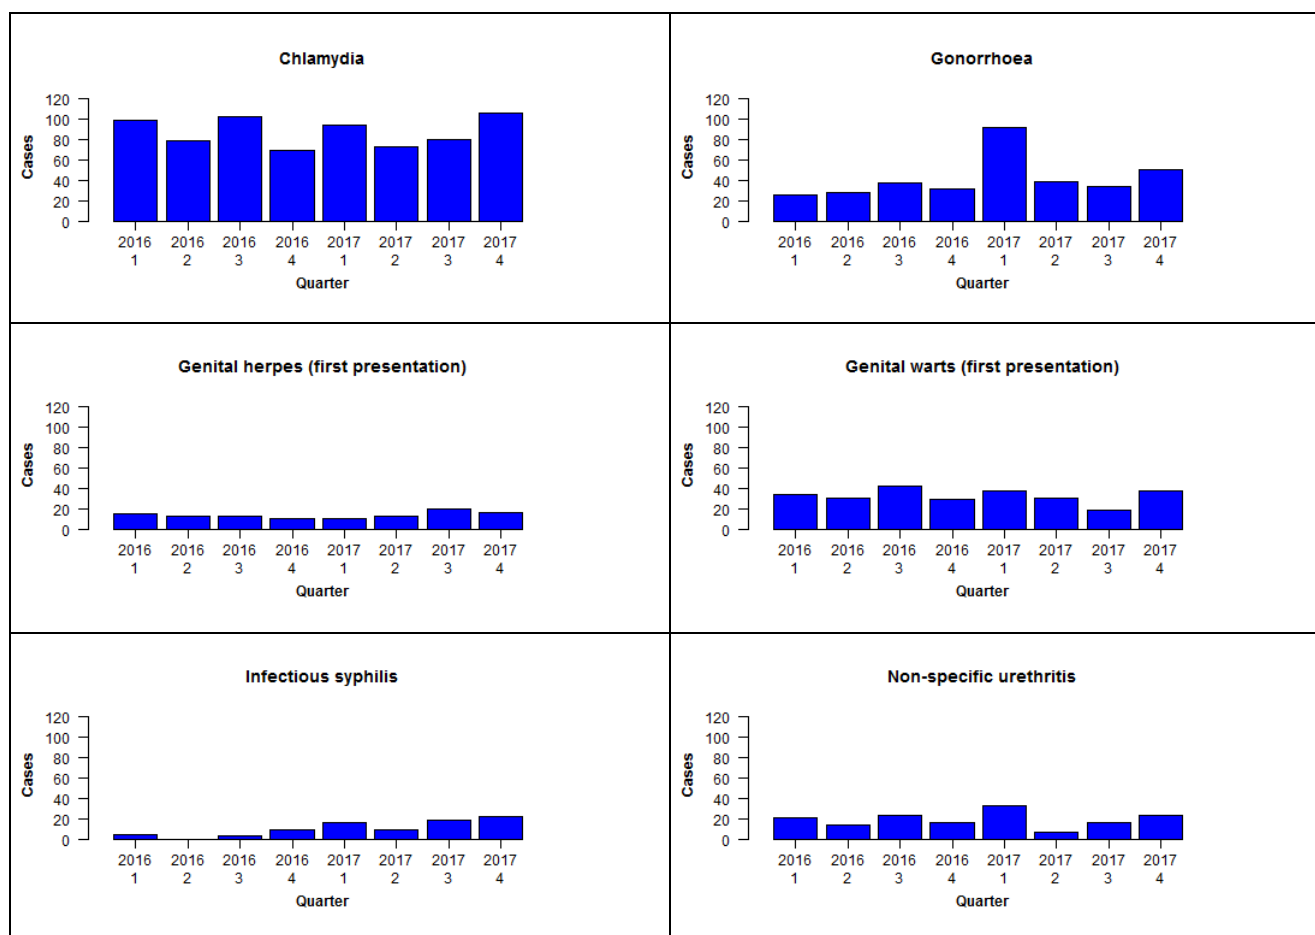 Chlamydia
Cases
120
100
80
60
40
20
0
2016 2016 2016 2016 2017 2017 2017 2017
1 2 3 4 1 2 3 4
Quarter
Gonorrhoea
Cases
120
100
80
60
40
20
0
2016 2016 2016 2016 2017 2017 2017 2017
1 2 3 4 1 2 3 4
Quarter
Genital herpes (first presentation)
Cases
120
100
80
60
40
20
0
2016 2016 2016 2016 2017 2017 2017 2017
1 2 3 4 1 2 3 4
Quarter
Genital warts (first presentation)
Cases
120
100
80
60
40
20
0
2016 2016 2016 2016 2017 2017 2017 2017
1 2 3 4 1 2 3 4
Quarter
Infectious syphilis
Cases
120
100
80
60
40
20
0
2016 2016 2016 2016 2017 2017 2017 2017
1 2 3 4 1 2 3 4
Quarter
Non-specific urethritis
Cases
120
100
80
60
40
20
0
2016 2016 2016 2016 2017 2017 2017 2017
1 2 3 4 1 2 3 4
Quarter